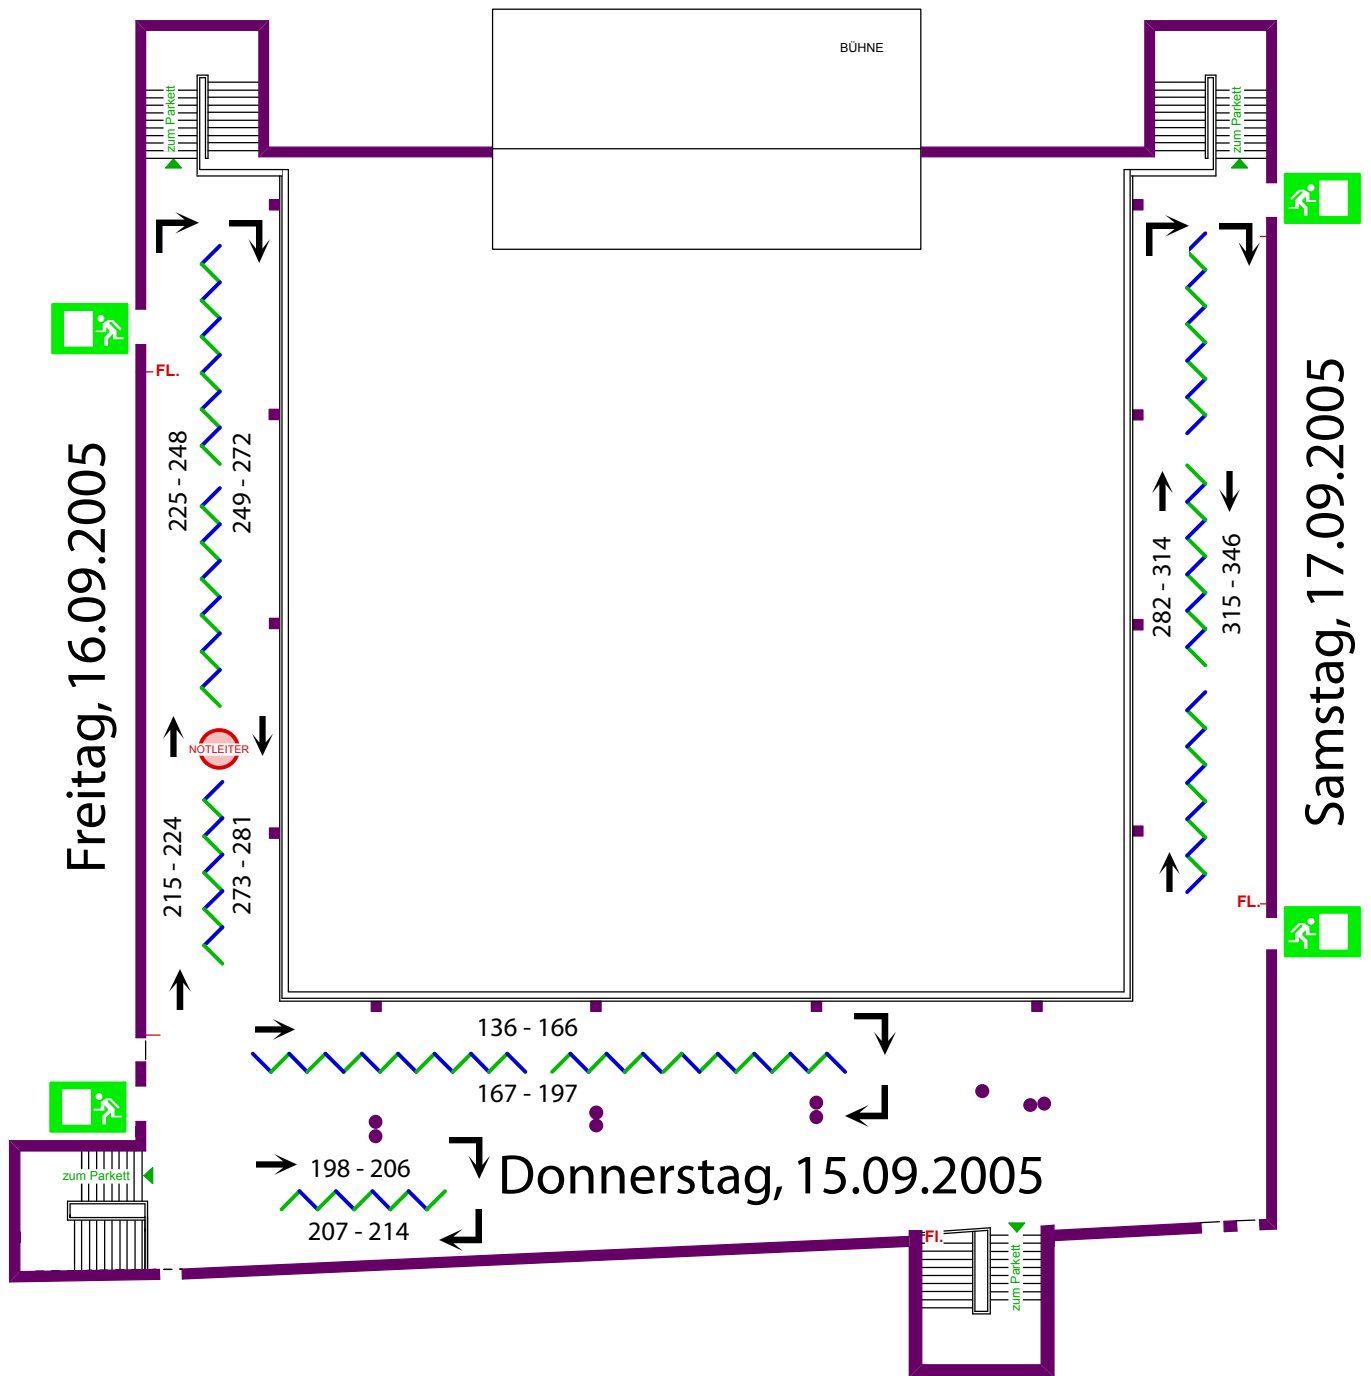 BÜHNE
zum Parkett
zum Parkett
FL.
225 - 248
249 - 272
Freitag, 16.09.2005
282 - 314
315 - 346
Samstag, 17.09.2005
NOTLEITER
215 - 224
273 - 281
FL.
136 - 166
167 - 197
198 - 206
Donnerstag, 15.09.2005
zum Parkett
207 - 214
Fl.
zum Parkett